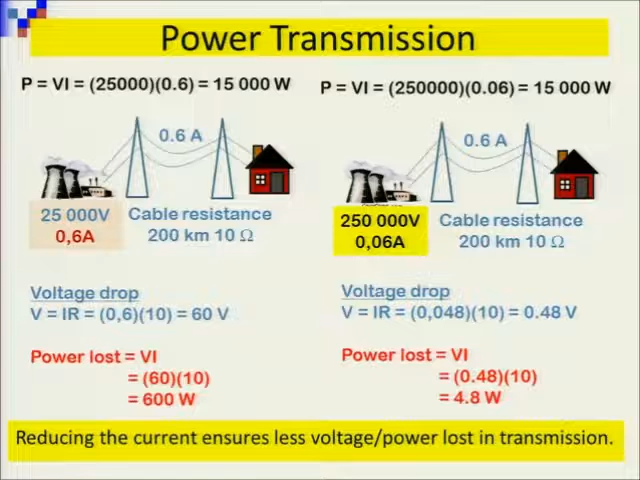 Power Transmission
P = VI = (25000)(0.6) = 15 000 W
0.6 A
25 000V
0,6A
Cable resistance
200 km 10 Ω
Voltage drop
V = IR = (0,6)(10) = 60 V
Power lost = VI
= (60)(10)
= 600 W
P = VI = (250000)(0.06) = 15 000 W
0.6 A
250 000V
0,06A
Cable resistance
200 km 10 Ω
Voltage drop
V = IR = (0,048)(10) = 0.48 V
Power lost = VI
= (0.48)(10)
= 4.8 W
Reducing the current ensures less voltage/power lost in transmission.